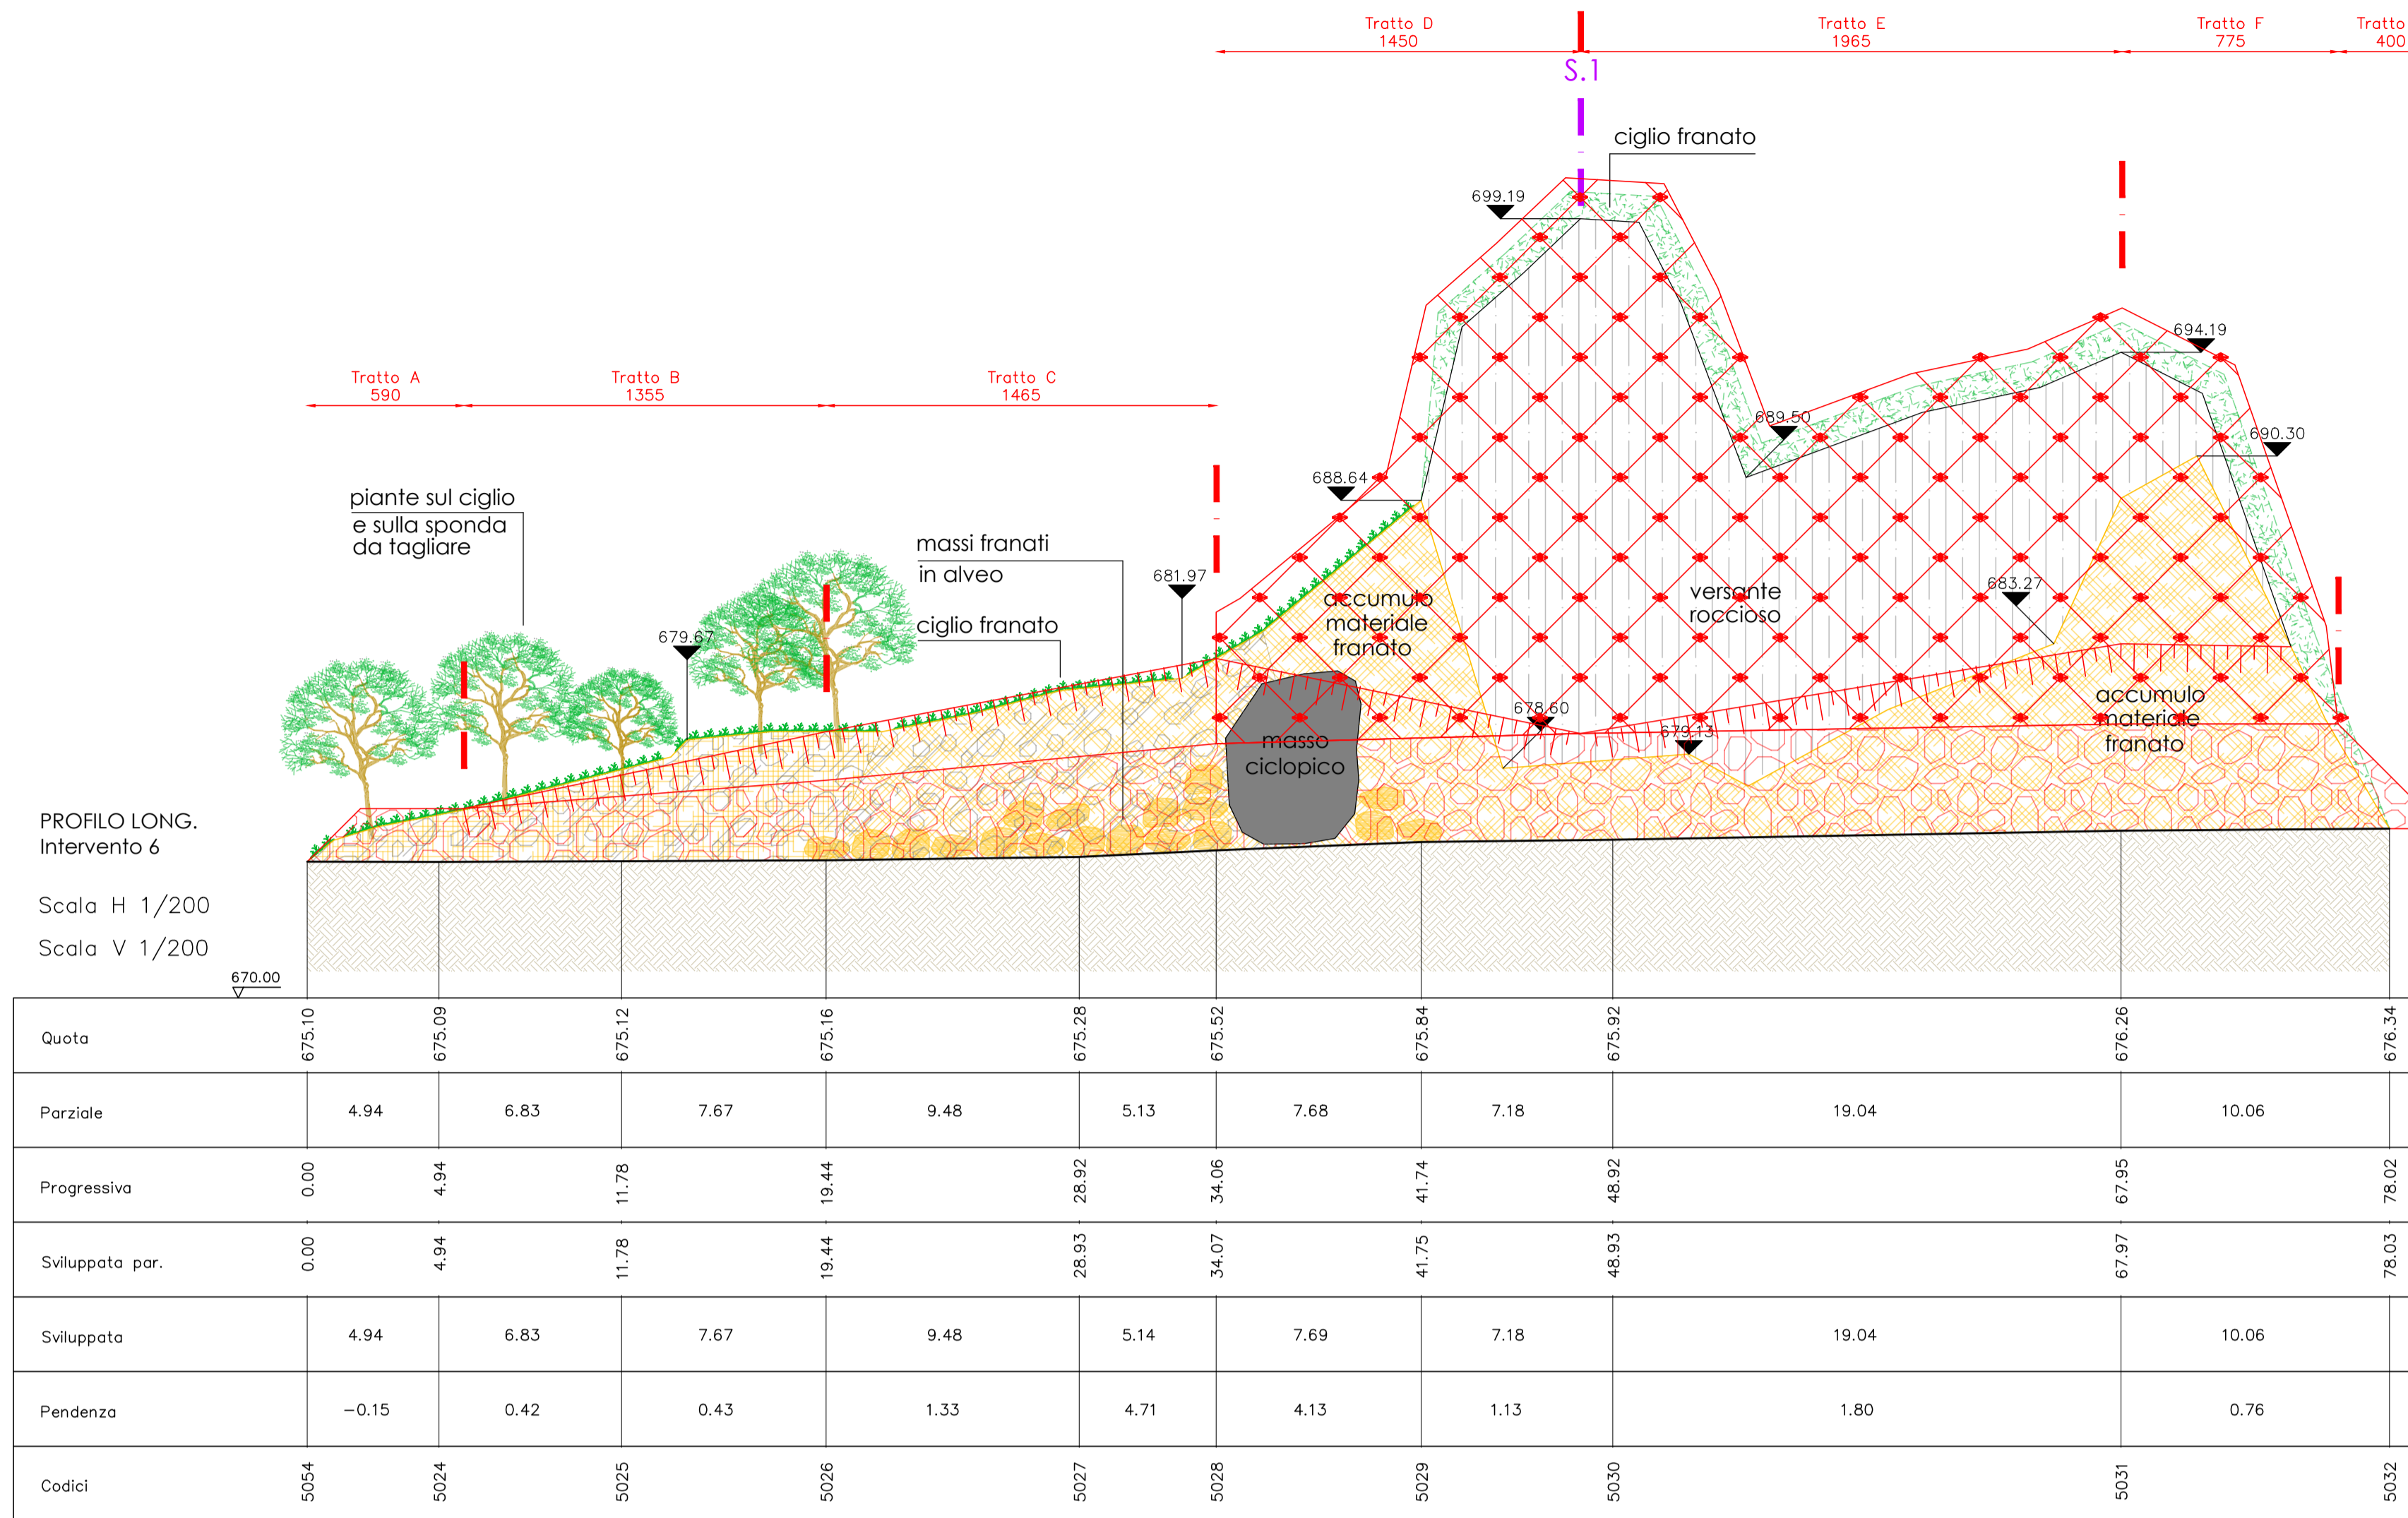 Tratto D
1450
Tratto E
1965
Tratto F
775
Tratto
400
S.1
ciglio franato
699.19
694.19
689.50
690.30
688.64
Tratto A
590
Tratto B
1355
Tratto C
1465
piante sul ciglio
e sulla sponda
da tagliare
massi franati
in alveo
ciglio franato
681.97
679.67
accumulo
materiale
franato
versante
roccioso
683.27
678.60
679.13
masso
ciclopico
accumulo
materiale
franato
PROFILO LONG.
Intervento 6
Scala H 1/200
Scala V 1/200
670.00
Quota 675.10 675.09 675.12 675.16 675.28 675.52 675.84 675.92 676.26 676.34
Parziale 4.94 6.83 7.67 9.48 5.13 7.68 7.18 19.04 10.06
Progressiva 0.00 4.94 11.78 19.44 28.92 34.06 41.74 48.92 67.95 78.02
Sviluppata par. 0.00 4.94 11.78 19.44 28.93 34.07 41.75 48.93 67.97 78.03
Sviluppata 4.94 6.83 7.67 9.48 5.14 7.69 7.18 19.04 10.06
Pendenza -0.15 0.42 0.43 1.33 4.71 4.13 1.13 1.80 0.76
Codici 5054 5024 5025 5026 5027 5028 5029 5030 5031 5032